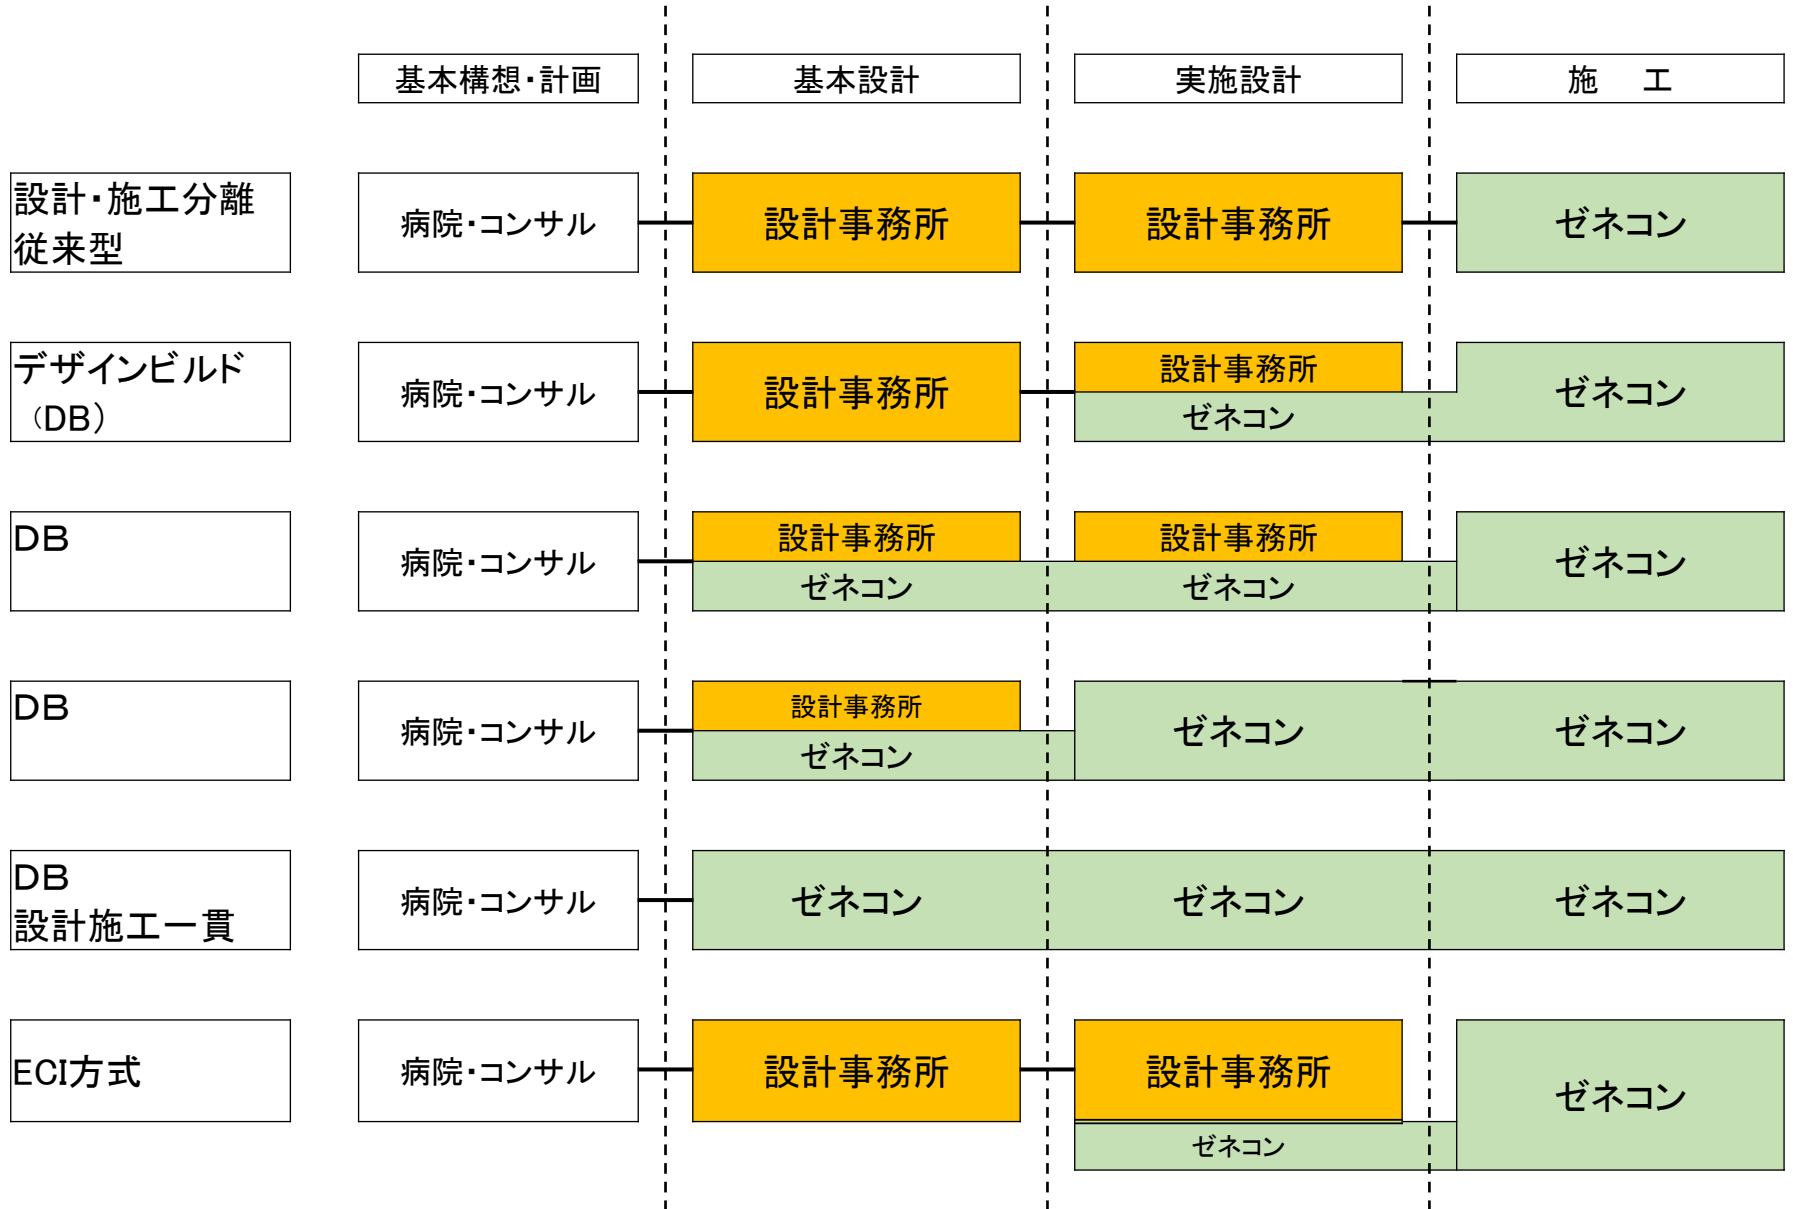 基本構想・計画
基本設計
実施設計
施　工
設計・施工分離
従来型
病院・コンサル
設計事務所
設計事務所
ゼネコン
デザインビルド
（DB）
病院・コンサル
設計事務所
設計事務所
ゼネコン
ゼネコン
ＤＢ
病院・コンサル
設計事務所
ゼネコン
設計事務所
ゼネコン
ゼネコン
ＤＢ
病院・コンサル
設計事務所
ゼネコン
ゼネコン
ゼネコン
ＤＢ
設計施工一貫
病院・コンサル
ゼネコン
ゼネコン
ゼネコン
ECI方式
病院・コンサル
設計事務所
設計事務所
ゼネコン
ゼネコン